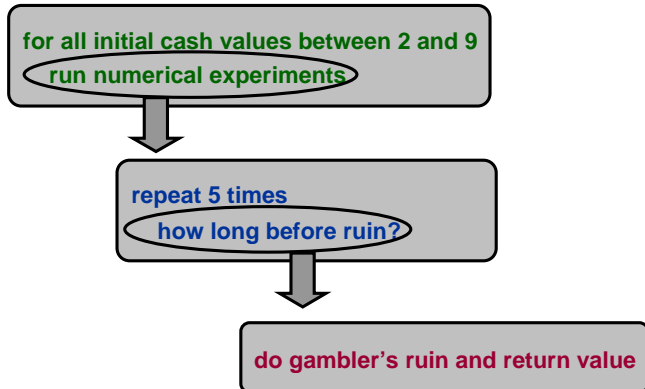 for all initial cash values between 2 and 9
run numerical experiments
repeat 5 times
how long before ruin?
do gambler’s ruin and return value